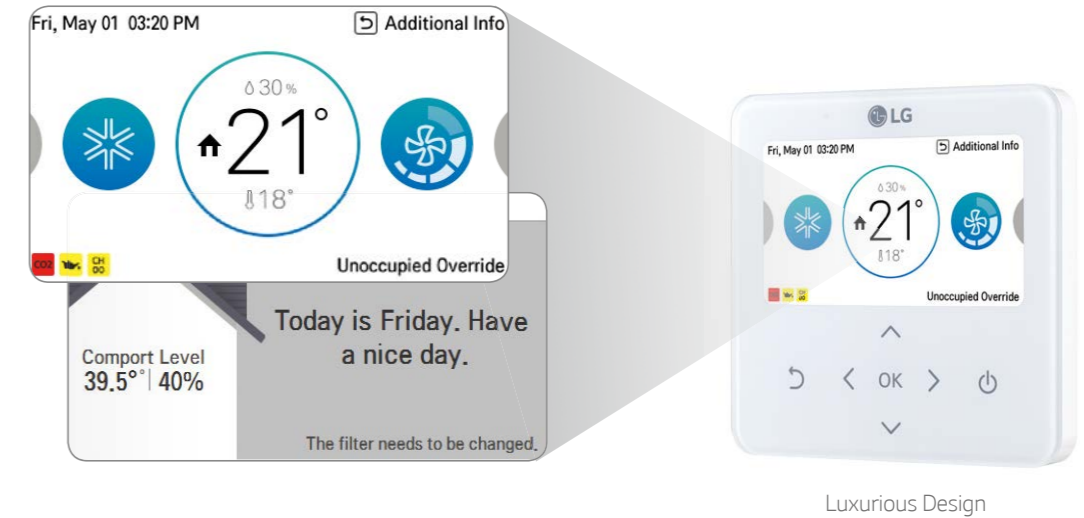 Fri, May 01 03:20 PM
Additional Info
30 %
21°
18°
CO2
CH
00
Unoccupied Override
Comport Level
39.5°° 40%
Today is Friday. Have
a nice day.
The filter needs to be changed.
LG
Fri, May 01 03:20 PM
Additional Info
30 %
21°
18°
CH
Unoccupied Override
OK
Luxurious Design